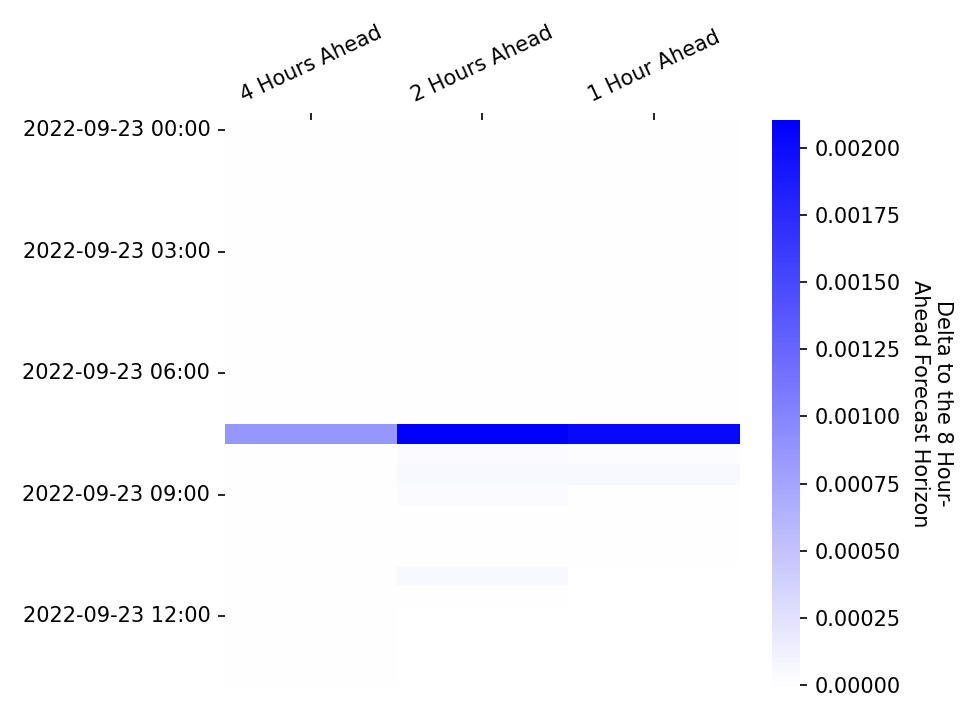 4 Hours Ahead
2 Hours Ahead
1 Hour Ahead
2022-09-23 00:00
2022-09-23 03:00
2022-09-23 06:00
2022-09-23 09:00
2022-09-23 12:00
0.00200
0.00175
0.00150
0.00125
0.00100
0.00075
0.00050
0.00025
0.00000
Delta to the 8 Hour-
Ahead Forecast Horizon